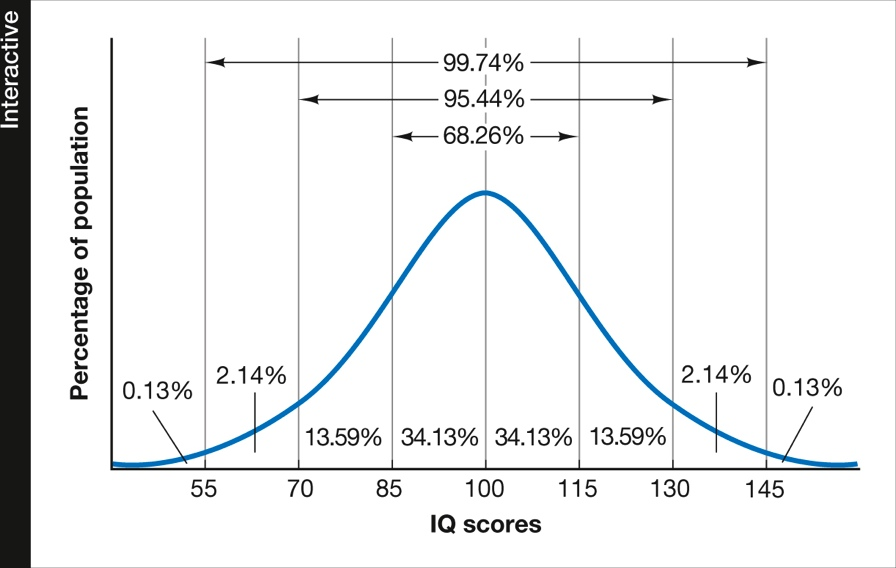 Interactive
99.74%
95.44%
68.26%
Percentage of population
0.13%
2.14%
13.59%
34.13%
34.13%
13.59%
2.14%
0.13%
55 70 85 100 115 130 145
IQ scores